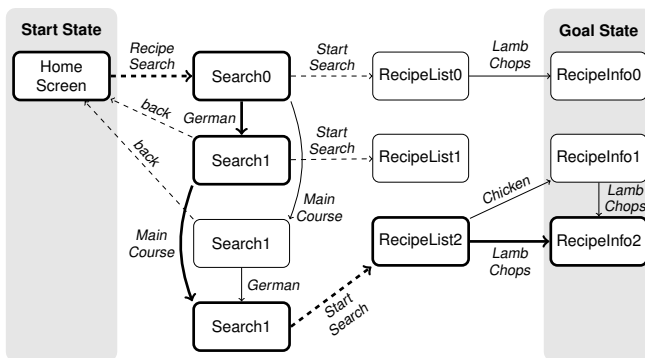 Start State
Goal State
Home
Screen
Recipe
Search
Search0
Start
Search
RecipeList0
Lamb
Chops
RecipeInfo0
back
German
back
Search1
Start
Search
RecipeList1
RecipeInfo1
Chicken
Lamb
Chops
Main
Course
Main
Course
Search1
RecipeList2
Lamb
Chops
RecipeInfo2
German
Search1
Start
Search